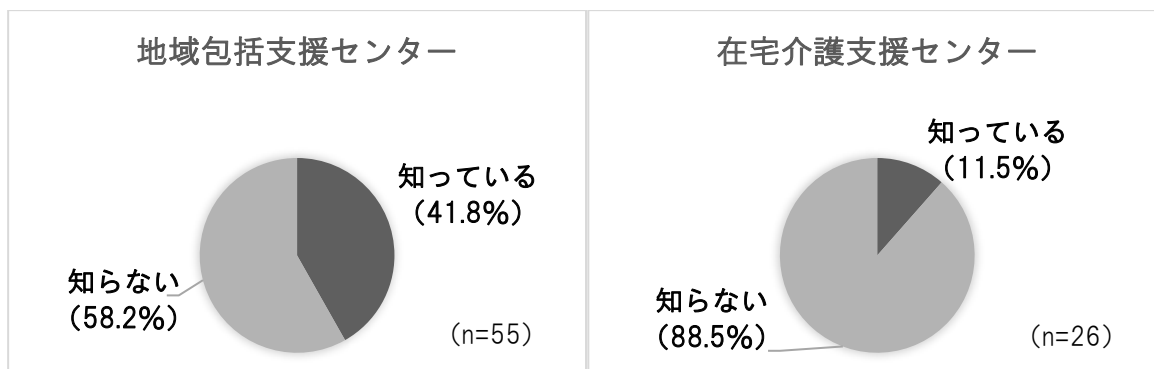 地域包括支援センター
知っている
(41.8%)
知らない
(58.2%)
(n=55)
在宅介護支援センター
知っている
(11.5%)
知らない
(88.5%)
(n=26)